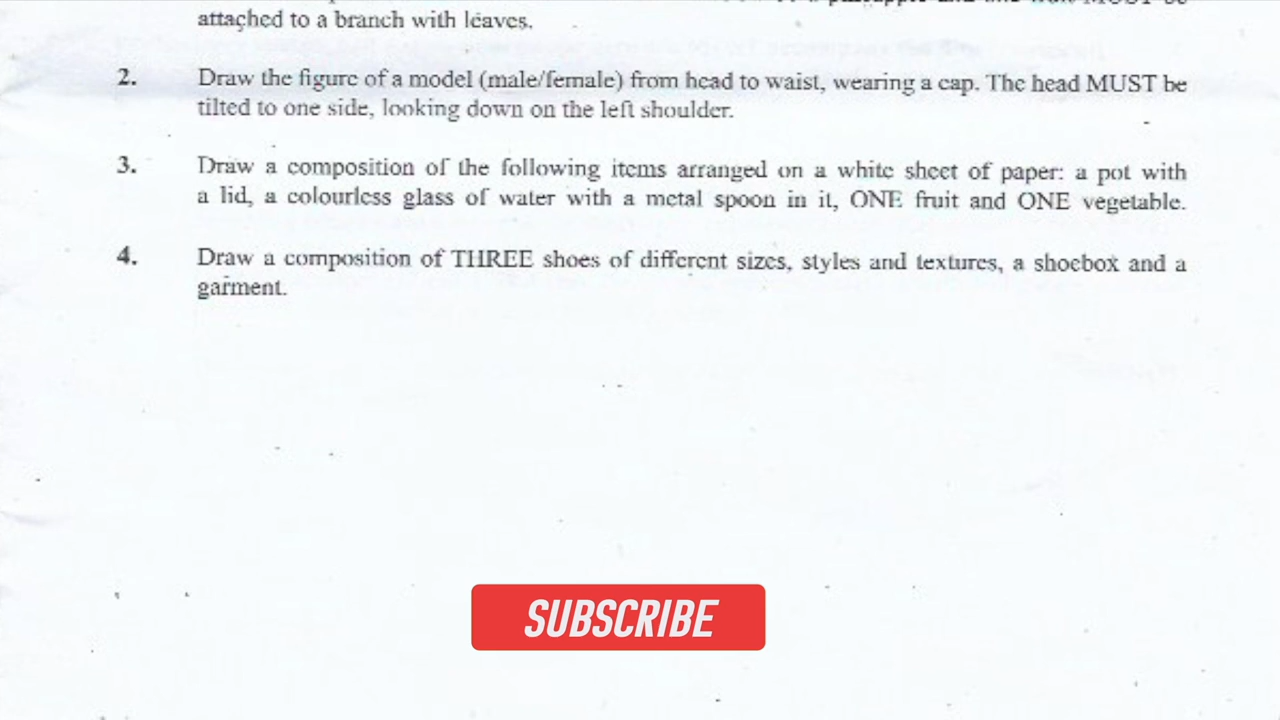 attached to a branch with leaves.
2. Draw the figure of a model (male/female) from head to waist, wearing a cap. The head MUST be
tilted to one side, looking down on the left shoulder.
3. Draw a composition of the following items arranged on a white sheet of paper: a pot with
a lid, a colourless glass of water with a metal spoon in it, ONE fruit and ONE vegetable.
4. Draw a composition of THREE shoes of different sizes, styles and textures, a shoebox and a
garment.
SUBSCRIBE